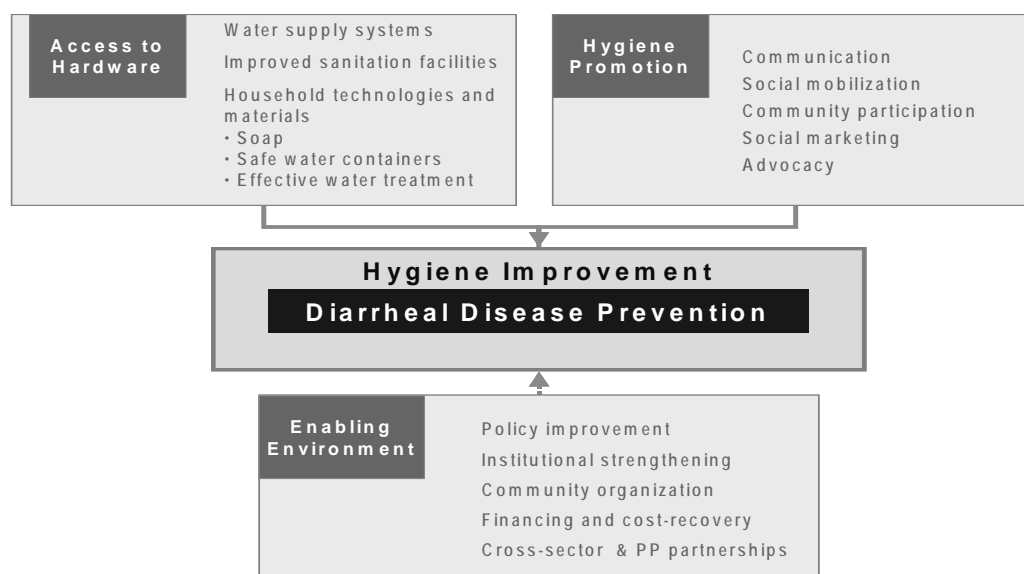 Access to
Hardware
Water supply systems
Improved sanitation facilities
Household technologies and
materials
• Soap
• Safe water containers
• Effective water treatment
Hygiene
Promotion
Communication
Social mobilization
Community participation
Social marketing
Advocacy
Hygiene Improvement
Diarrheal Disease Prevention
Enabling
Environment
Policy improvement
Institutional strengthening
Community organization
Financing and cost-recovery
Cross-sector & PP partnerships